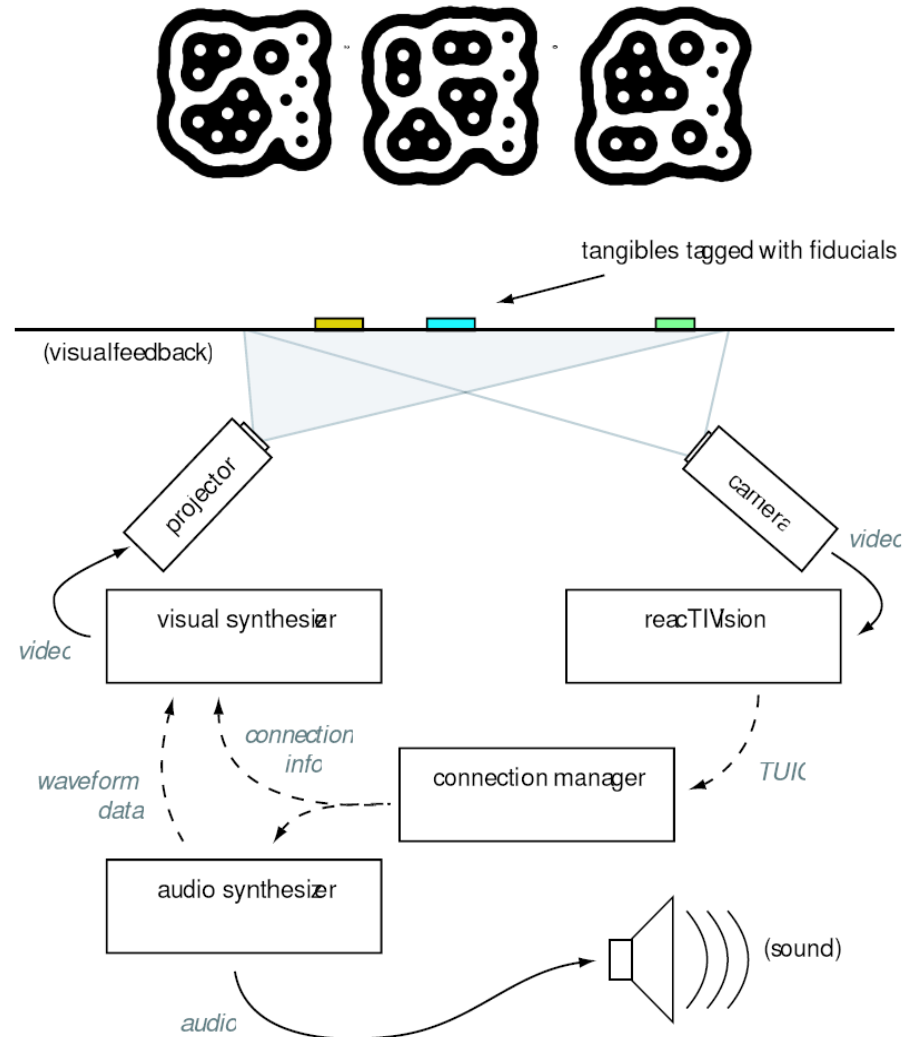 tangibles tagged with fiducials
(visualfeedback)
projector
camera
video
visual synthesizer
reacTIVision
video
connection
info
connection manager
TUIO
waveform
data
audio synthesizer
(sound)
audio